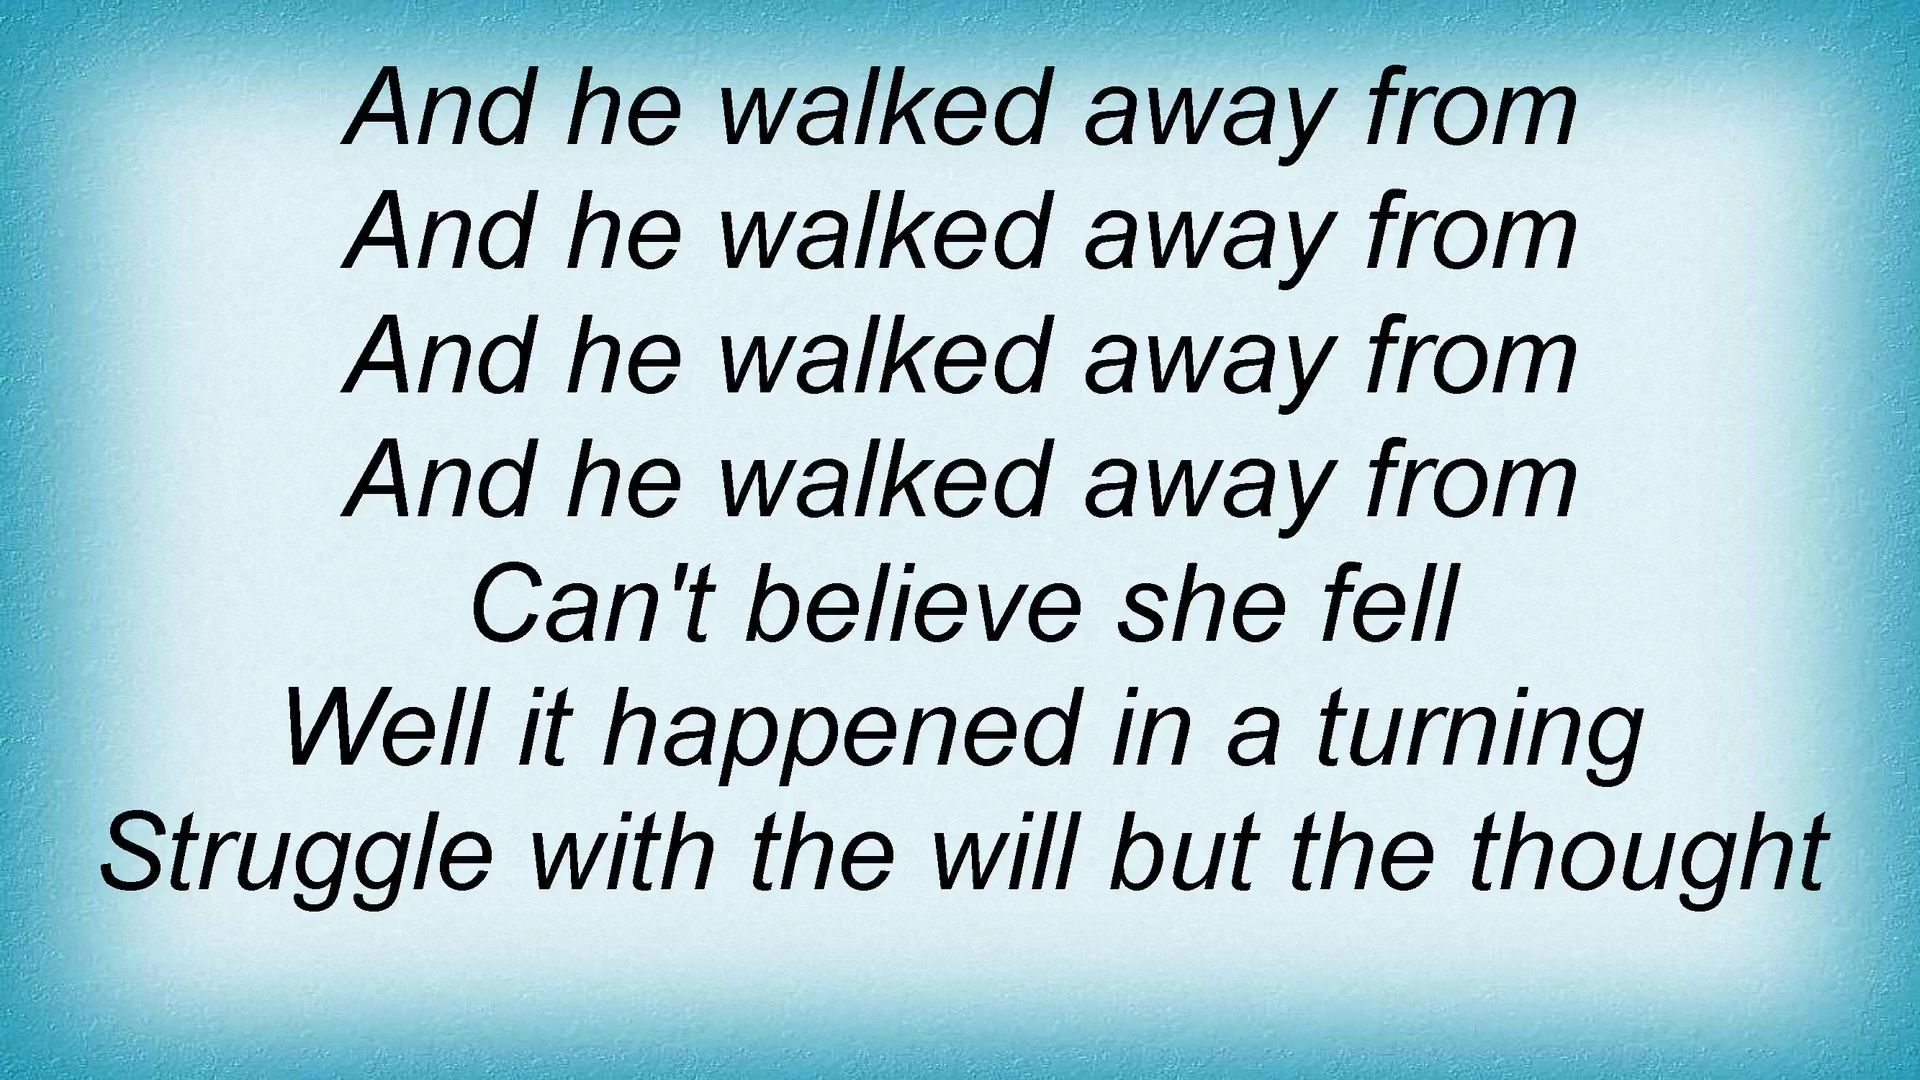 And he walked away from
And he walked away from
And he walked away from
And he walked away from
Can't believe she fell
Well it happened in a turning
Struggle with the will but the thought